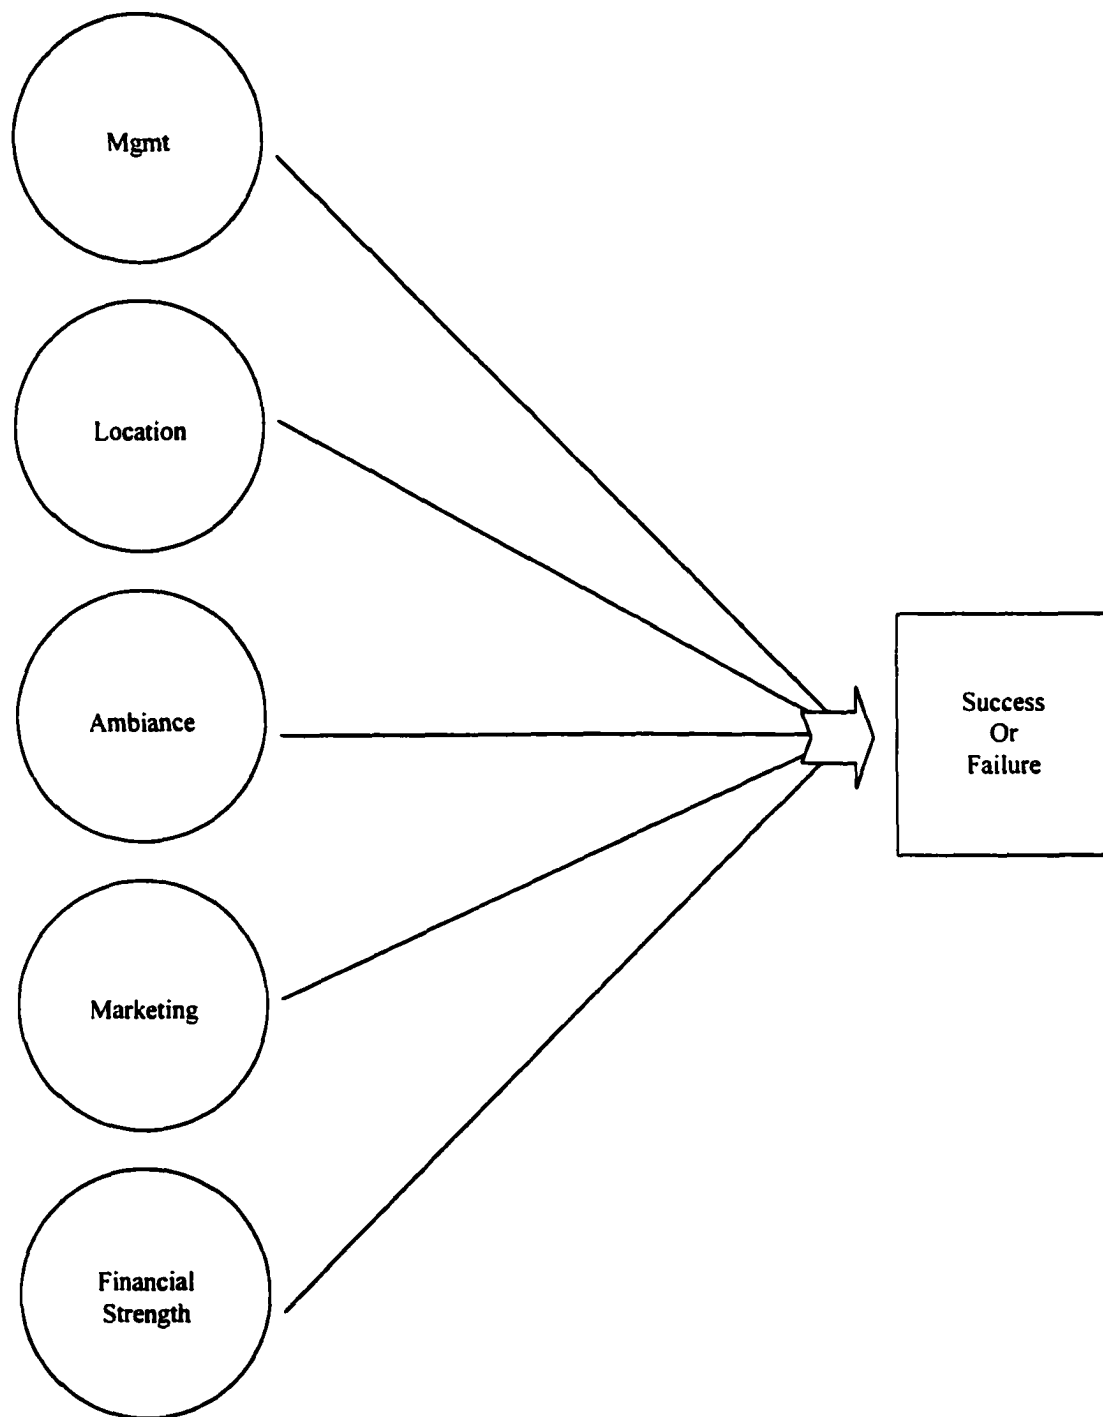 Mgmt
Location
Ambiance
Marketing
Financial
Strength
Success
Or
Failure